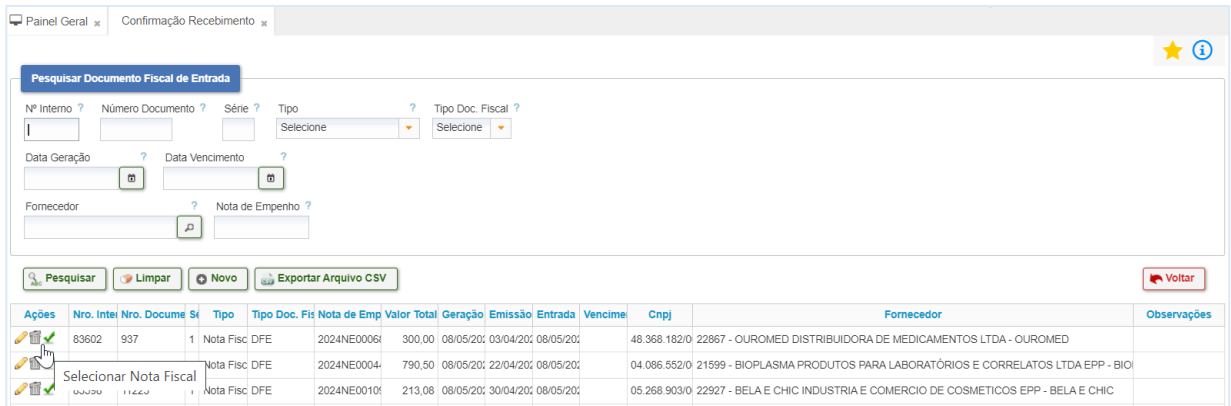 Painel Geral × Confirmação Recebimento ×
Pesquisar Documento Fiscal de Entrada
Nº Interno ? Número Documento ? Série ? Tipo ? Tipo Doc. Fiscal ?
Selecione Selecione
Data Geração ? Data Vencimento ?
Fornecedor ? Nota de Empenho ?
Pesquisar Limpar Novo Exportar Arquivo CSV Voltar
Ações Nro. Inter Nro. Docume Sé Tipo Tipo Doc. Fis Nota de Emp Valor Total Geração Emissão Entrada Vencimen Cnpj Fornecedor Observações
83602 937 1 Nota Fisc DFE 2024NE0006 300,00 08/05/202 03/04/202 08/05/202 48.368.182/0 22867 - OUROMED DISTRIBUIDORA DE MEDICAMENTOS LTDA - OUROMED
Nota Fisc DFE 2024NE0004 790,50 08/05/202 22/04/202 08/05/202 04.086.552/0 21599 - BIOPLASMA PRODUTOS PARA LABORATÓRIOS E CORRELATOS LTDA EPP - BIO
Selecionar Nota Fiscal
Nota Fisc DFE 2024NE0010 213,08 08/05/202 30/04/202 08/05/202 05.268.903/0 22927 - BELA E CHIC INDUSTRIA E COMERCIO DE COSMETICOS EPP - BELA E CHIC